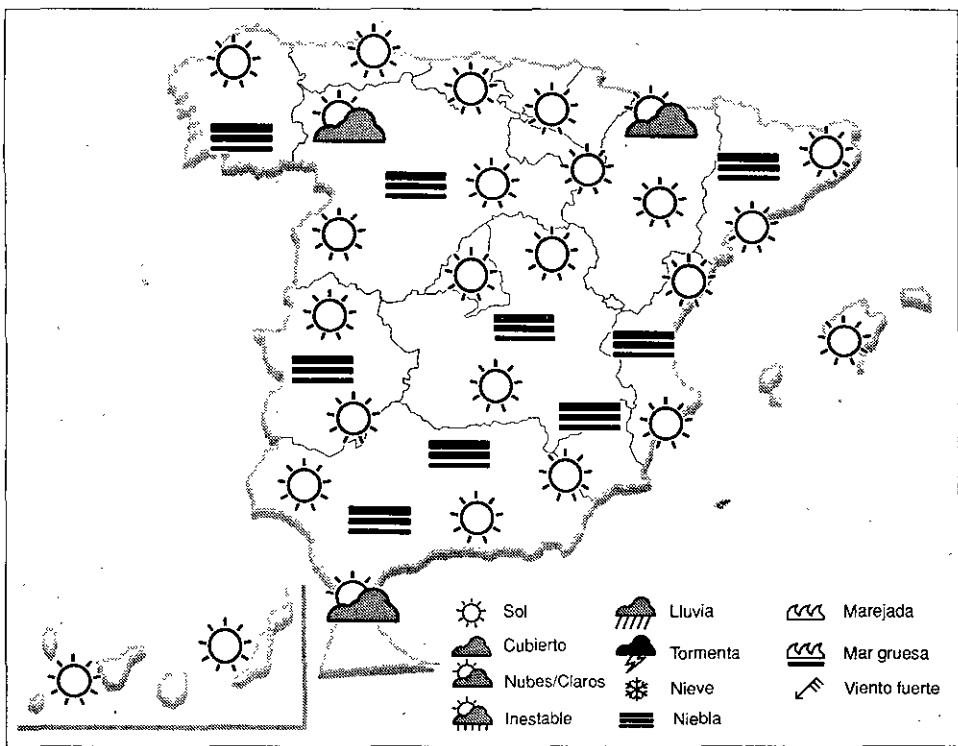 Sol
Cubierto
Nubes/Claros
Inestable
Lluvia
Tormenta
Nieve
Niebla
Marejada
Mar gruesa
Viento fuerte